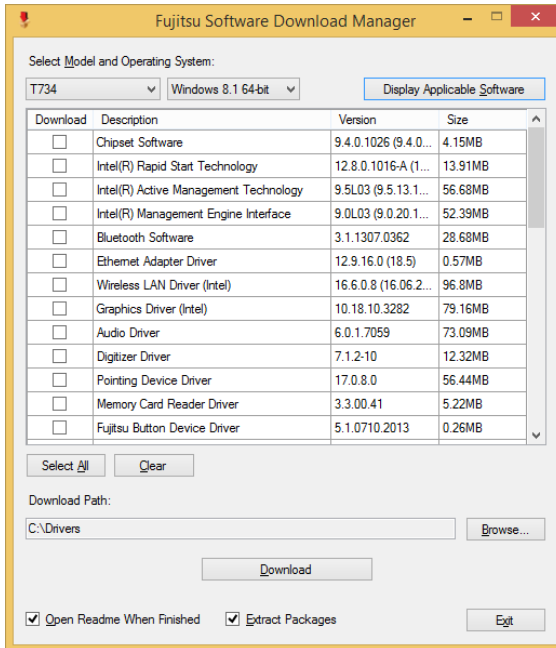 Fujitsu Software Download Manager
Select Model and Operating System:
T734 Windows 8.1 64-bit Display Applicable Software
Download Description Version Size
Chipset Software 9.4.0.1026 (9.4.0... 4.15MB
Intel(R) Rapid Start Technology 12.8.0.1016-A (1... 13.91MB
Intel(R) Active Management Technology 9.5L03 (9.5.13.1... 56.68MB
Intel(R) Management Engine Interface 9.0L03 (9.0.20.1... 52.39MB
Bluetooth Software 3.1.1307.0362 28.68MB
Ethernet Adapter Driver 12.9.16.0 (18.5) 0.57MB
Wireless LAN Driver (Intel) 16.6.0.8 (16.06.2... 96.8MB
Graphics Driver (Intel) 10.18.10.3282 79.16MB
Audio Driver 6.0.1.7059 73.09MB
Digitizer Driver 7.1.2-10 12.32MB
Pointing Device Driver 17.0.8.0 56.44MB
Memory Card Reader Driver 3.3.00.41 5.22MB
Fujitsu Button Device Driver 5.1.0710.2013 0.26MB
Select All Clear
Download Path:
C:\Drivers Browse...
Download
Open Readme When Finished Extract Packages Exit